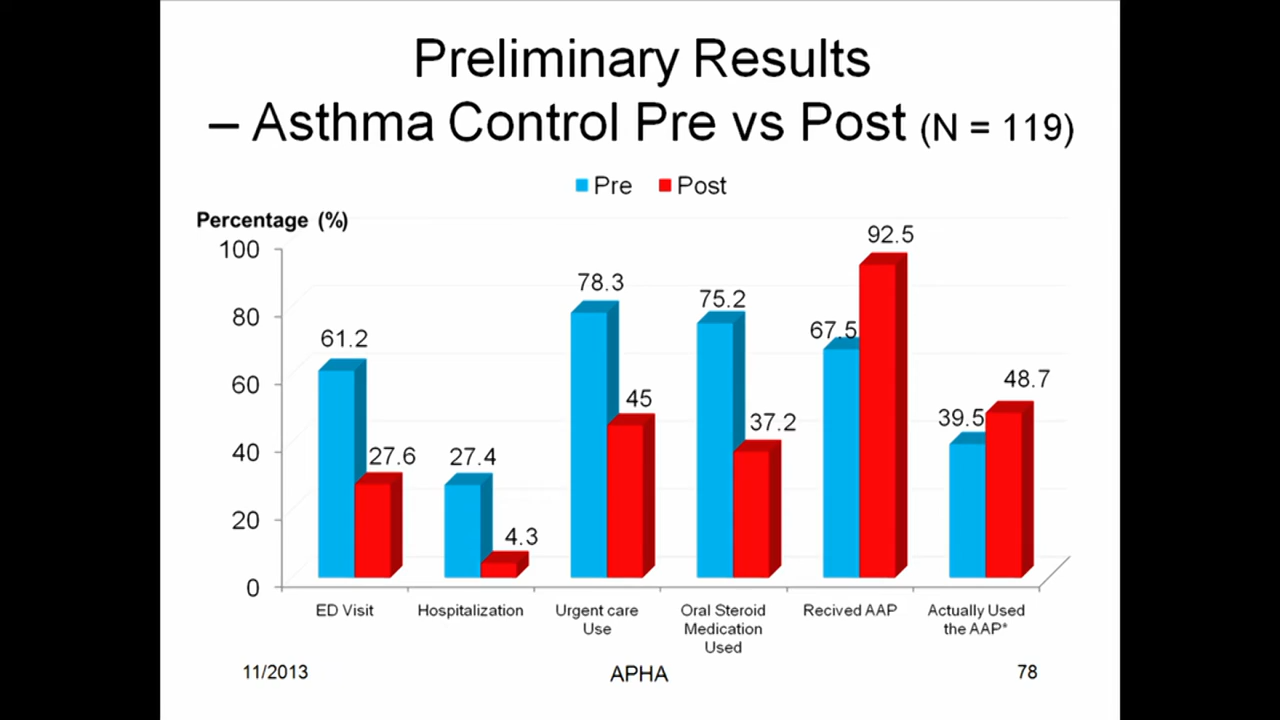 Preliminary Results
– Asthma Control Pre vs Post (N = 119)
Pre Post
Percentage (%)
100
80
60
40
20
0
61.2
27.6
27.4
4.3
78.3
45
75.2
37.2
67.5
92.5
39.5
48.7
ED Visit
Hospitalization
Urgent care
Use
Oral Steroid
Medication
Used
Recived AAP
Actually Used
the AAP*
11/2013
APHA
78